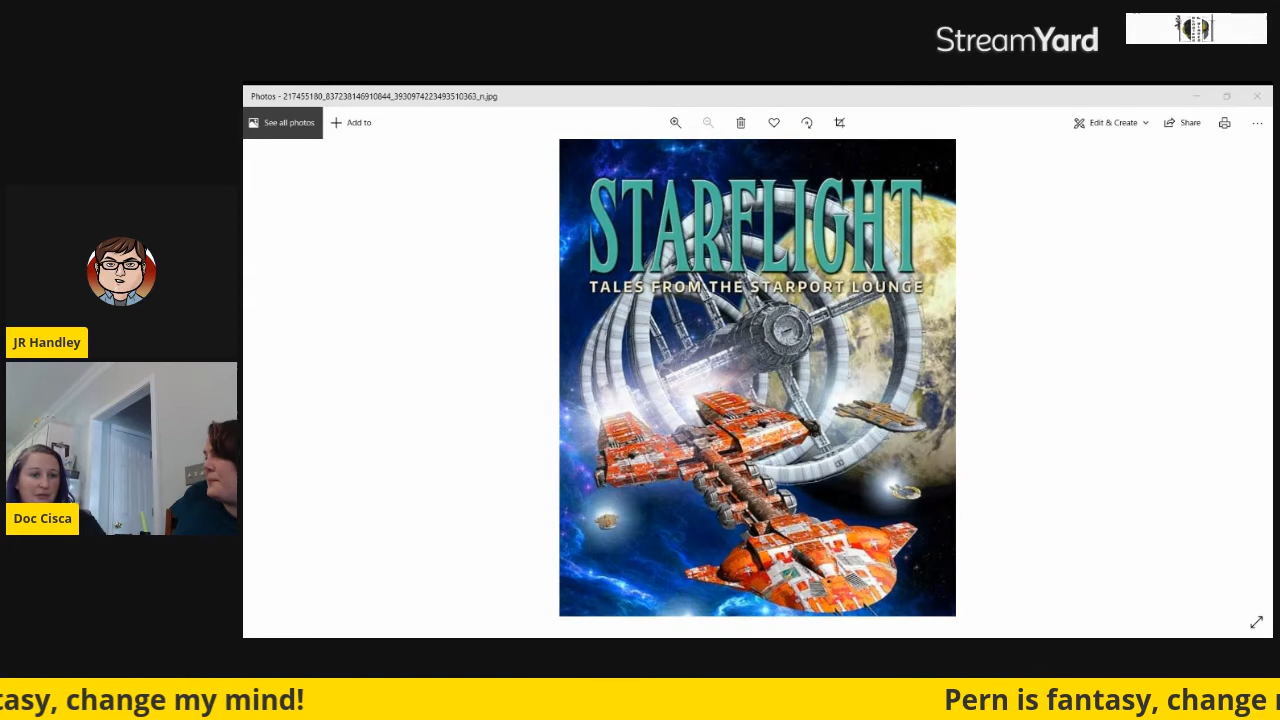 StreamYard
Photos - 217455180_837238146910844_3930974223493510363_n.jpg
See all photos
Add to
Edit & Create
Share
STARFLIGHT
TALES FROM THE STARPORT LOUNGE
JR Handley
Doc Cisca
tasy, change my mind!
Pern is fantasy, change